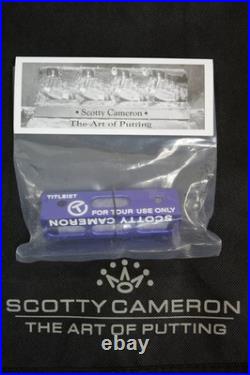 • Scotty Cameron •
The Art of Putting
TITLEIST
T
FOR TOUR USE ONLY
SCOTTY CAMERON
SCOTTY CAMERON
THE ART OF PUTTING